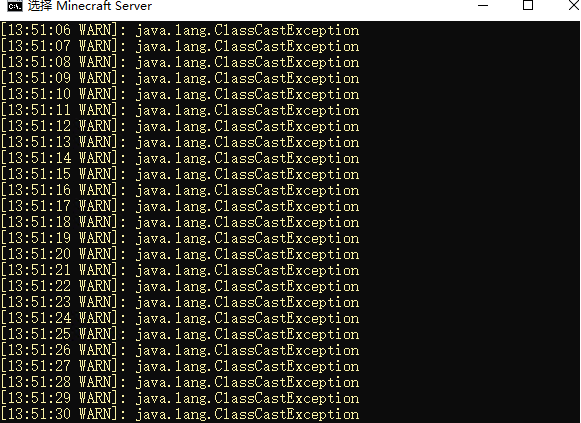 选择 Minecraft Server
[13:51:06 WARN]: java.lang.ClassCastException
[13:51:07 WARN]: java.lang.ClassCastException
[13:51:08 WARN]: java.lang.ClassCastException
[13:51:09 WARN]: java.lang.ClassCastException
[13:51:10 WARN]: java.lang.ClassCastException
[13:51:11 WARN]: java.lang.ClassCastException
[13:51:12 WARN]: java.lang.ClassCastException
[13:51:13 WARN]: java.lang.ClassCastException
[13:51:14 WARN]: java.lang.ClassCastException
[13:51:15 WARN]: java.lang.ClassCastException
[13:51:16 WARN]: java.lang.ClassCastException
[13:51:17 WARN]: java.lang.ClassCastException
[13:51:18 WARN]: java.lang.ClassCastException
[13:51:19 WARN]: java.lang.ClassCastException
[13:51:20 WARN]: java.lang.ClassCastException
[13:51:21 WARN]: java.lang.ClassCastException
[13:51:22 WARN]: java.lang.ClassCastException
[13:51:23 WARN]: java.lang.ClassCastException
[13:51:24 WARN]: java.lang.ClassCastException
[13:51:25 WARN]: java.lang.ClassCastException
[13:51:26 WARN]: java.lang.ClassCastException
[13:51:27 WARN]: java.lang.ClassCastException
[13:51:28 WARN]: java.lang.ClassCastException
[13:51:29 WARN]: java.lang.ClassCastException
[13:51:30 WARN]: java.lang.ClassCastException